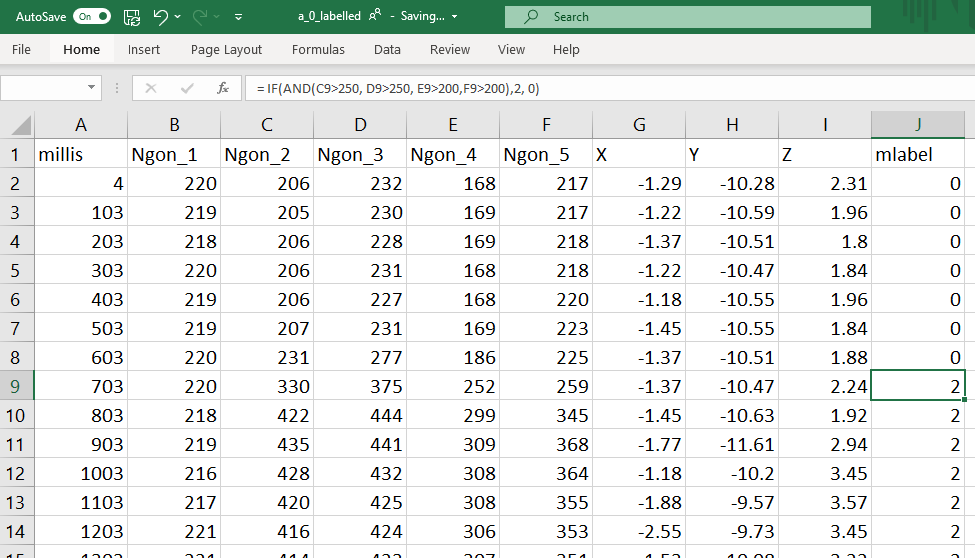 AutoSave On a_0_labelled - Saving... Search
File Home Insert Page Layout Formulas Data Review View Help
fx = IF(AND(C9>250, D9>250, E9>200,F9>200),2, 0)
A B C D E F G H I J
1 millis Ngon_1 Ngon_2 Ngon_3 Ngon_4 Ngon_5 X Y Z mlabel
2 4 220 206 232 168 217 -1.29 -10.28 2.31 0
3 103 219 205 230 169 217 -1.22 -10.59 1.96 0
4 203 218 206 228 169 218 -1.37 -10.51 1.8 0
5 303 220 206 231 168 218 -1.22 -10.47 1.84 0
6 403 219 206 227 168 220 -1.18 -10.55 1.96 0
7 503 219 207 231 169 223 -1.45 -10.55 1.84 0
8 603 220 231 277 186 225 -1.37 -10.51 1.88 0
9 703 220 330 375 252 259 -1.37 -10.47 2.24 2
10 803 218 422 444 299 345 -1.45 -10.63 1.92 2
11 903 219 435 441 309 368 -1.77 -11.61 2.94 2
12 1003 216 428 432 308 364 -1.18 -10.2 3.45 2
13 1103 217 420 425 308 355 -1.88 -9.57 3.57 2
14 1203 221 416 424 306 353 -2.55 -9.73 3.45 2